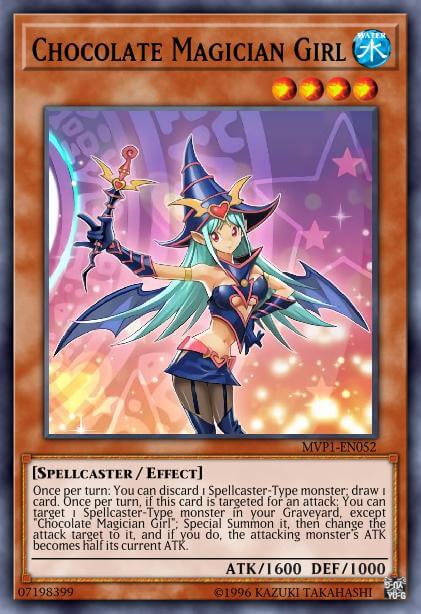 CHOCOLATE MAGICIAN GIRL
WATER
水
MVP1-EN052
[SPELLCASTER / EFFECT]
Once per turn: You can discard 1 Spellcaster-Type monster; draw 1
card. Once per turn, if this card is targeted for an attack: You can
target 1 Spellcaster-Type monster in your Graveyard, except
"Chocolate Magician Girl"; Special Summon it, then change the
attack target to it, and if you do, the attacking monster's ATK
becomes half its current ATK.
ATK/1600 DEF/1000
07198399
©1996 KAZUKI TAKAHASHI